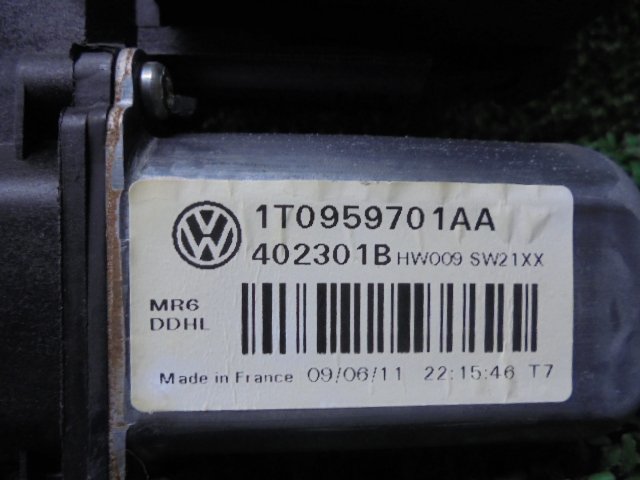 1T0959701AA
402301B HW009 SW21XX
MR6
DDHL
Made in France 09/06/11 22:15:46 T7